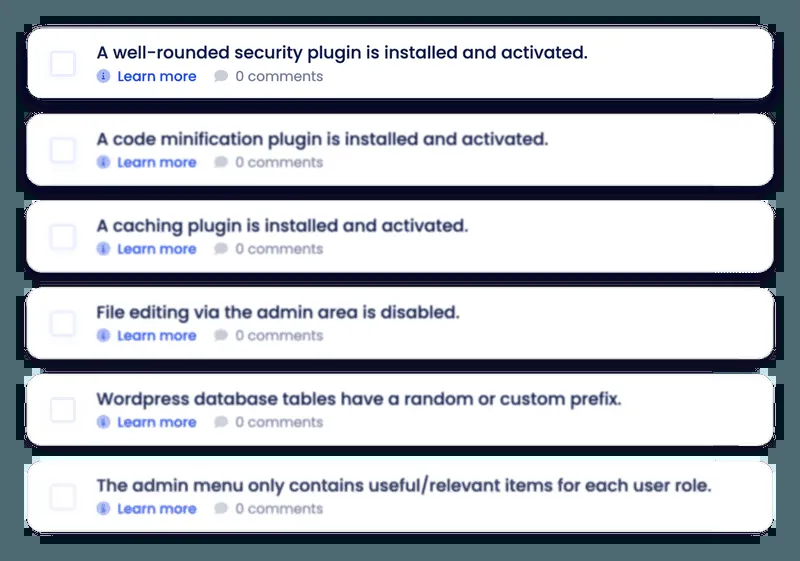 A well-rounded security plugin is installed and activated.
Learn more 0 comments
A code minification plugin is installed and activated.
Learn more 0 comments
A caching plugin is installed and activated.
Learn more 0 comments
File editing via the admin area is disabled.
Learn more 0 comments
Wordpress database tables have a random or custom prefix.
Learn more 0 comments
The admin menu only contains useful/relevant items for each user role.
Learn more 0 comments